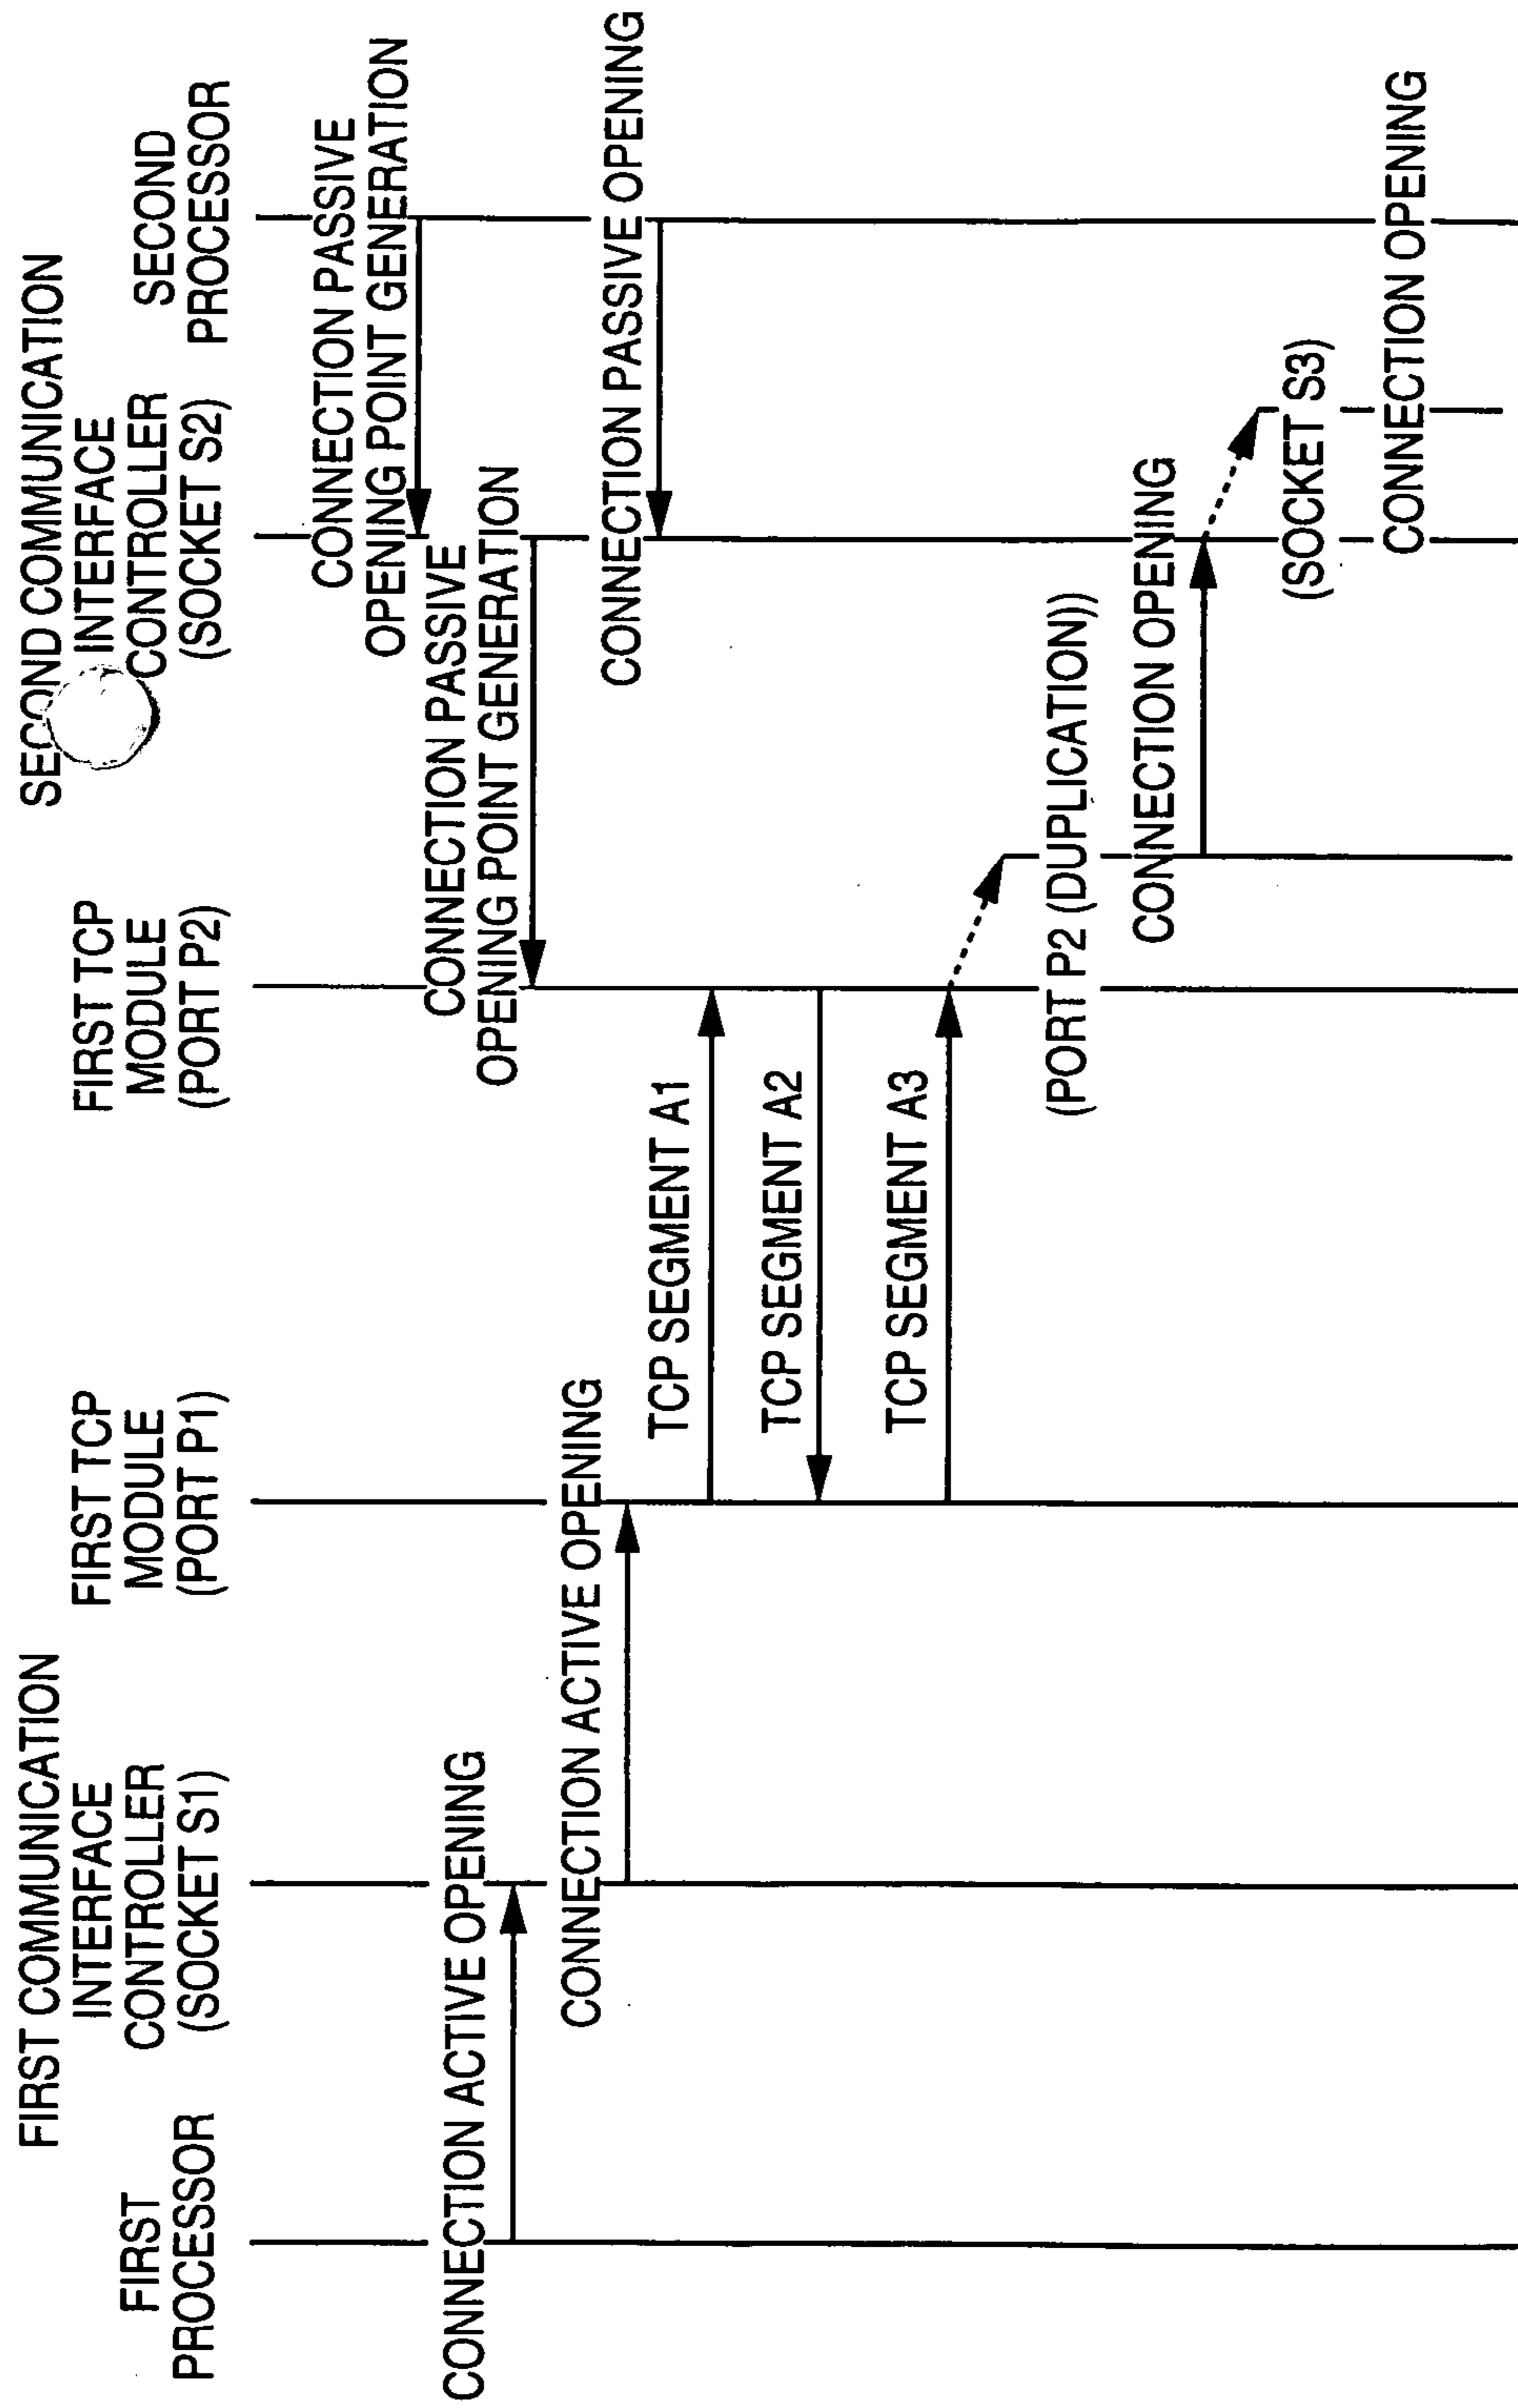 FIRST COMMUNICATION
INTERFACE
CONTROLLER
(SOCKET S1)
FIRST
PROCESSOR
FIRST TCP
MODULE
(PORT P1)
FIRST TCP
MODULE
(PORT P2)
SECOND COMMUNICATION
INTERFACE
CONTROLLER
(SOCKET S2)
SECOND
PROCESSOR
CONNECTION PASSIVE
OPENING POINT GENERATION
CONNECTION PASSIVE
OPENING POINT GENERATION
CONNECTION ACTIVE OPENING
CONNECTION ACTIVE OPENING
CONNECTION PASSIVE OPENING
TCP SEGMENT A1
TCP SEGMENT A2
TCP SEGMENT A3
(PORT P2 (DUPLICATION))
CONNECTION OPENING
(SOCKET S3)
CONNECTION OPENING